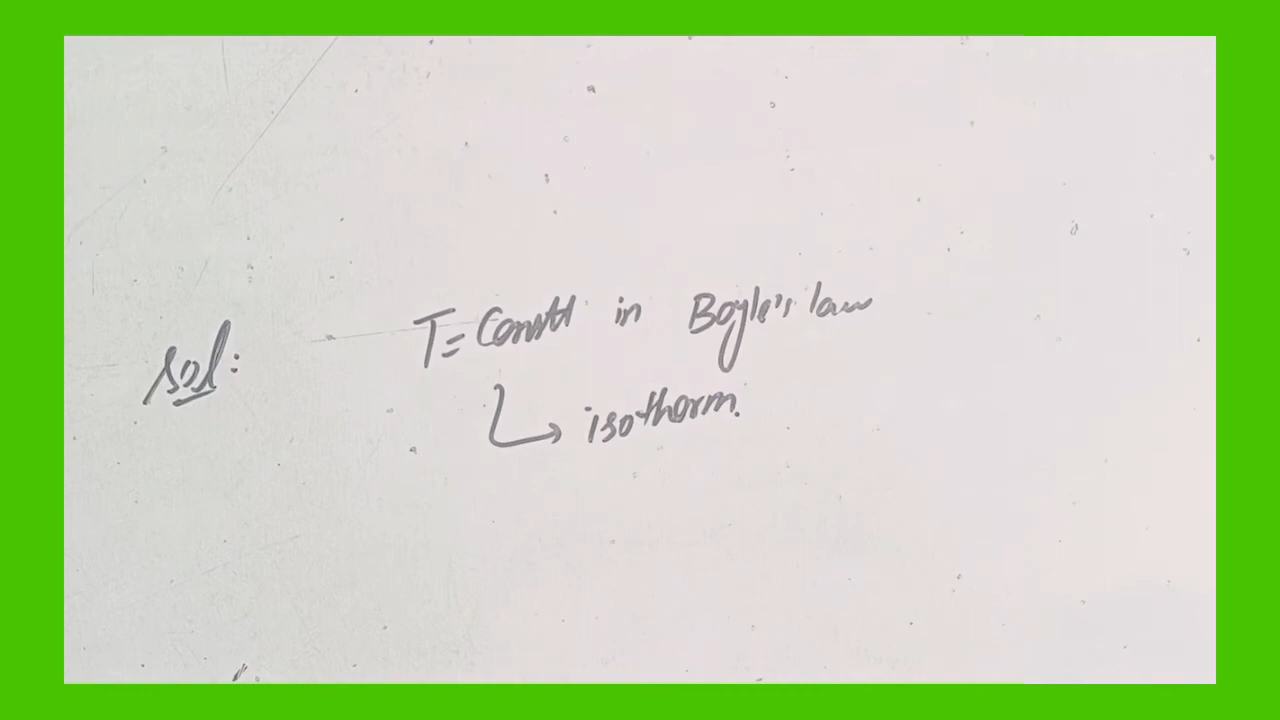 Sol:
T = Constt in Boyle's law
↳ isotherm.